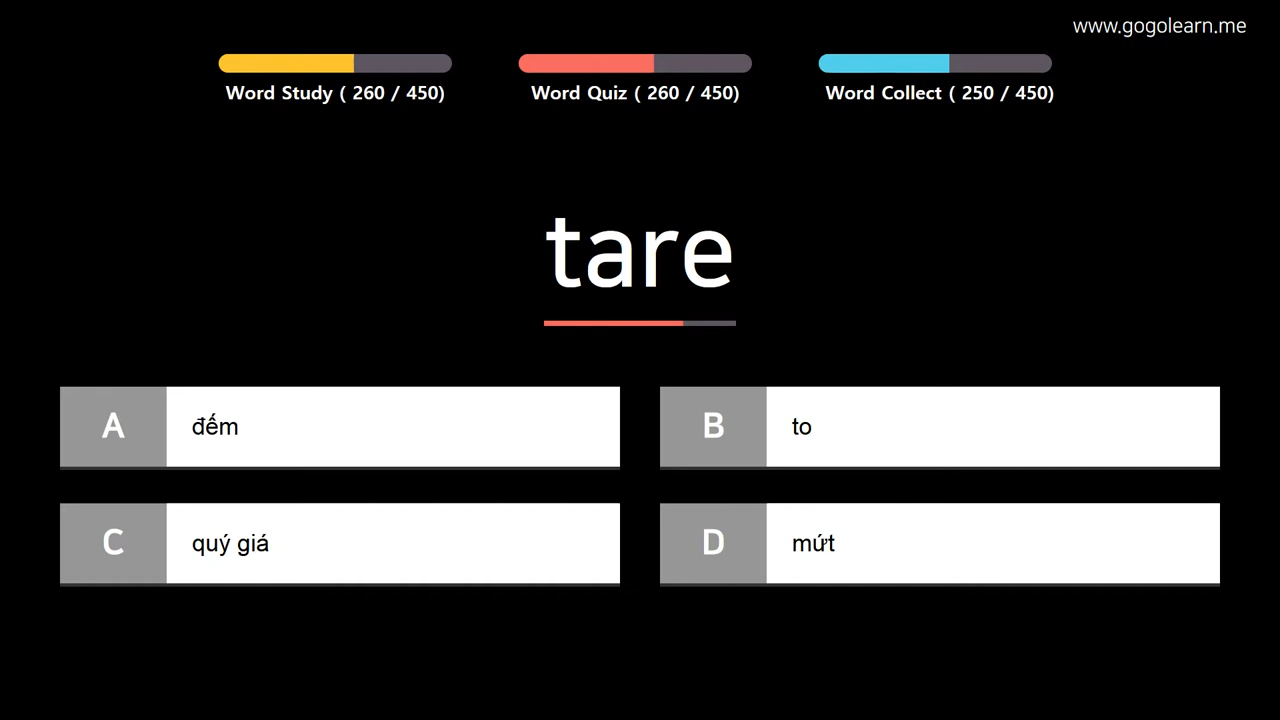 www.gogolearn.me
Word Study ( 260 / 450)
Word Quiz ( 260 / 450)
Word Collect ( 250 / 450)
tare
A đếm
B to
C quý giá
D mứt